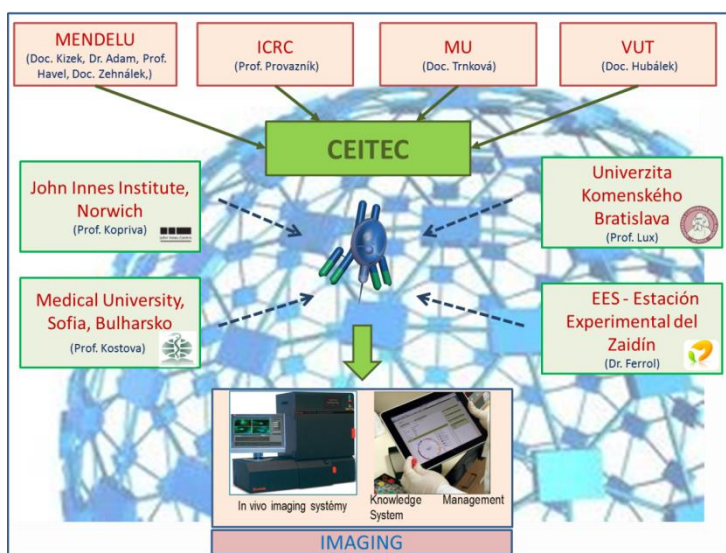 MENDELU
(Doc. Kizek, Dr. Adam, Prof.
Havel, Doc. Zehnálek,)
ICRC
(Prof. Provazník)
MU
(Doc. Trnková)
VUT
(Doc. Hubálek)
CEITEC
John Innes Institute,
Norwich
(Prof. Kopriva)
Univerzita
Komenského
Bratislava
(Prof. Lux)
Medical University,
Sofia, Bulharsko
(Prof. Kostova)
EES - Estación
Experimental del
Zaidín
(Dr. Ferrol)
In vivo imaging systémy
Knowledge Management
System
IMAGING